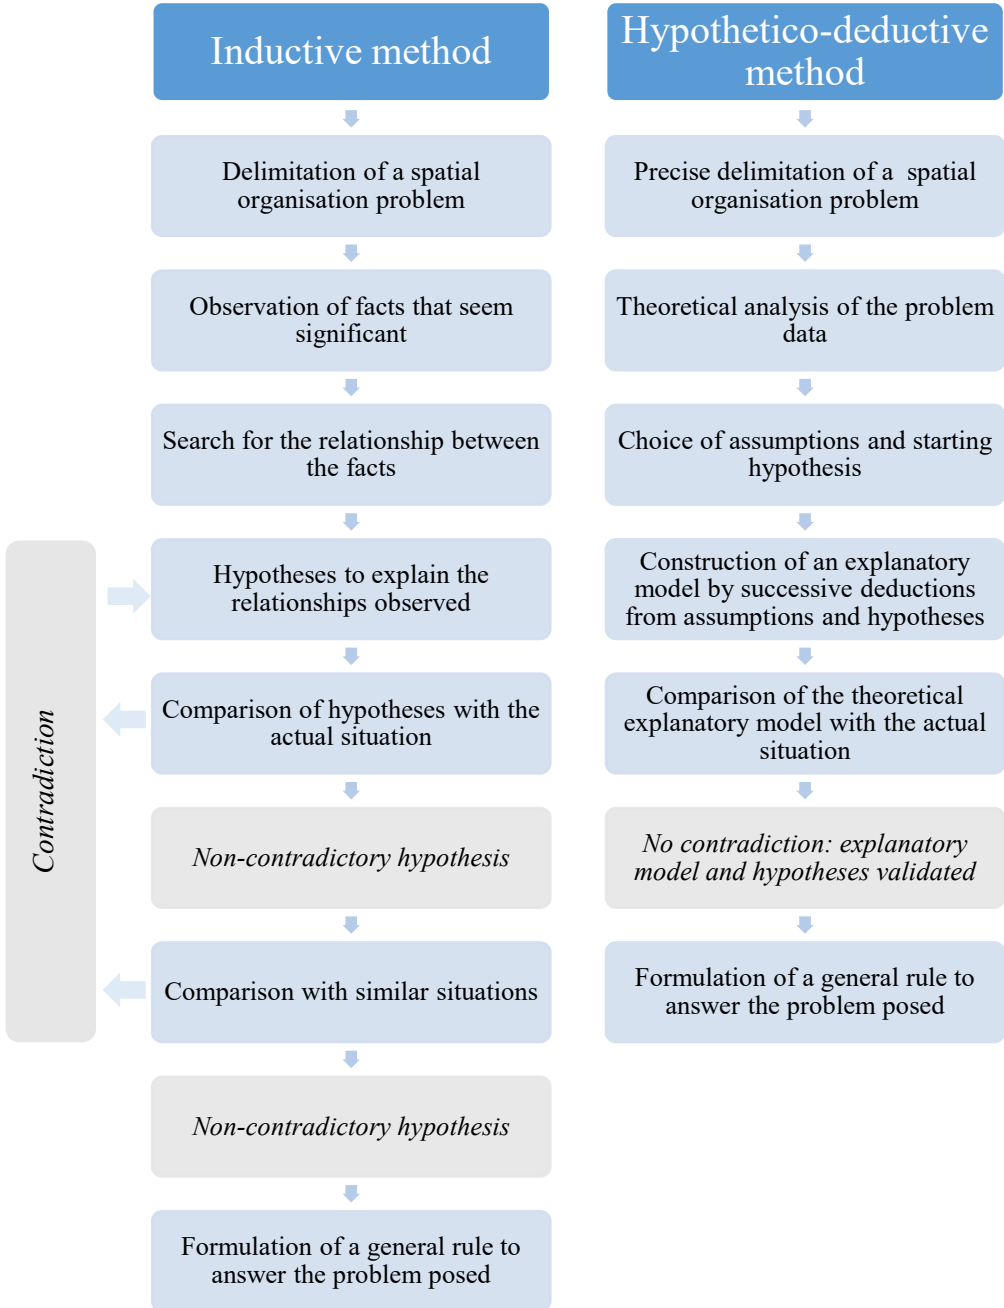 Inductive method
Delimitation of a spatial
organisation problem
Observation of facts that seem
significant
Search for the relationship between
the facts
Hypotheses to explain the
relationships observed
Comparison of hypotheses with the
actual situation
Non-contradictory hypothesis
Comparison with similar situations
Non-contradictory hypothesis
Formulation of a general rule to
answer the problem posed
Contradiction
Hypothetico-deductive
method
Precise delimitation of a spatial
organisation problem
Theoretical analysis of the problem
data
Choice of assumptions and starting
hypothesis
Construction of an explanatory
model by successive deductions
from assumptions and hypotheses
Comparison of the theoretical
explanatory model with the actual
situation
No contradiction: explanatory
model and hypotheses validated
Formulation of a general rule to
answer the problem posed